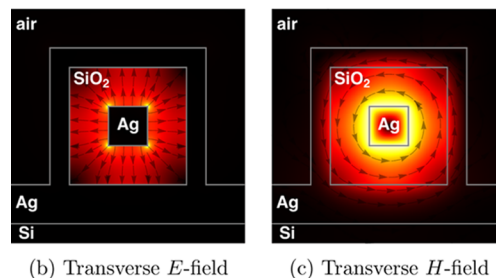 air
SiO₂
Ag
Ag
Si
(b) Transverse E-field
air
SiO₂
Ag
Ag
Si
(c) Transverse H-field